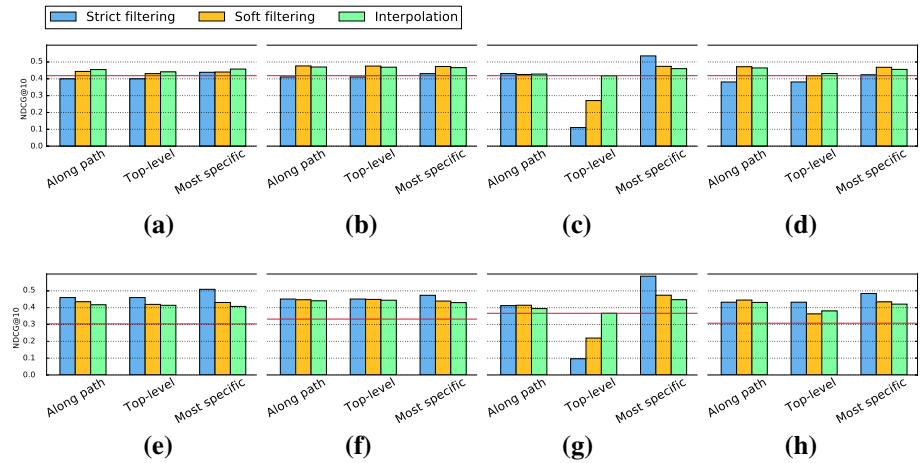 Strict filtering Soft filtering Interpolation
NDCG@10
0.5
0.4
0.3
0.2
0.1
0.0
Along path Top-level Most specific Along path Top-level Most specific Along path Top-level Most specific Along path Top-level Most specific
(a) (b) (c) (d)
NDCG@10
0.5
0.4
0.3
0.2
0.1
0.0
Along path Top-level Most specific Along path Top-level Most specific Along path Top-level Most specific Along path Top-level Most specific
(e) (f) (g) (h)